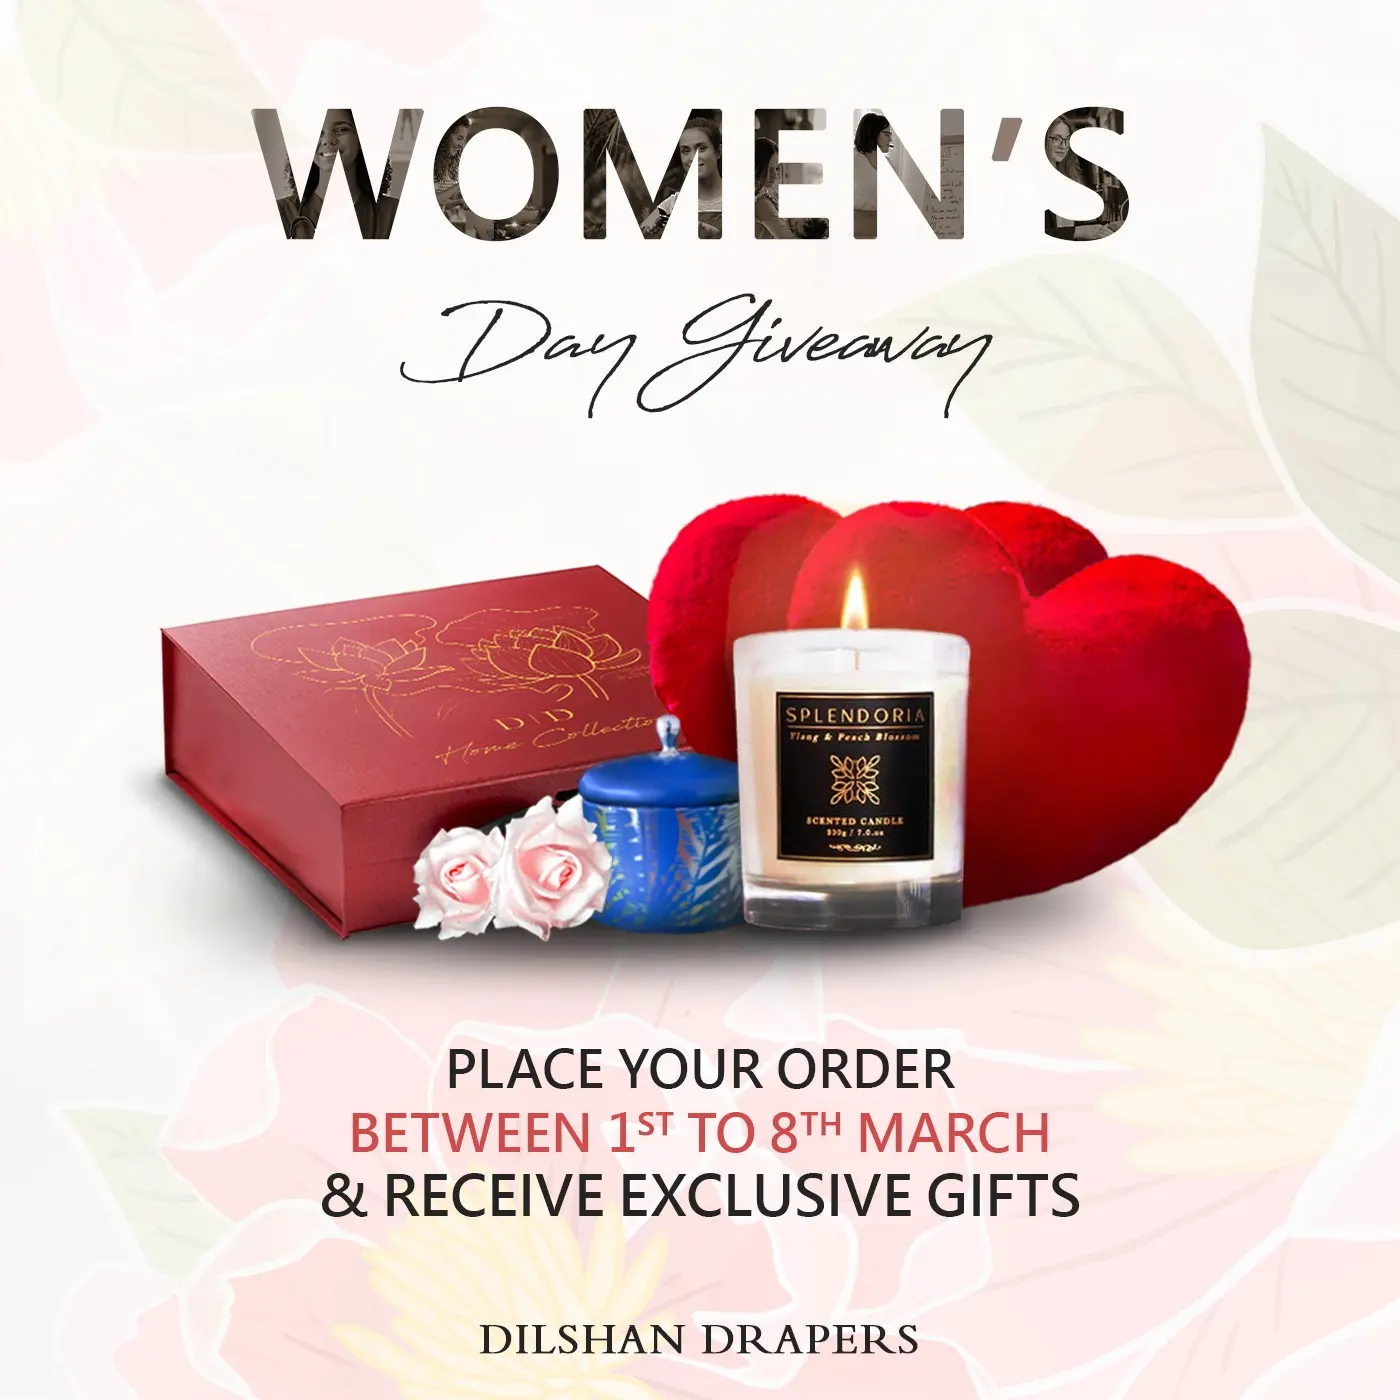 WOMEN'S
Day Giveaway
D|D
Home Collection
SPLENDORIA
Ylang & Peach Blossom
SCENTED CANDLE
PLACE YOUR ORDER
BETWEEN 1ST TO 8TH MARCH
& RECEIVE EXCLUSIVE GIFTS
DILSHAN DRAPERS